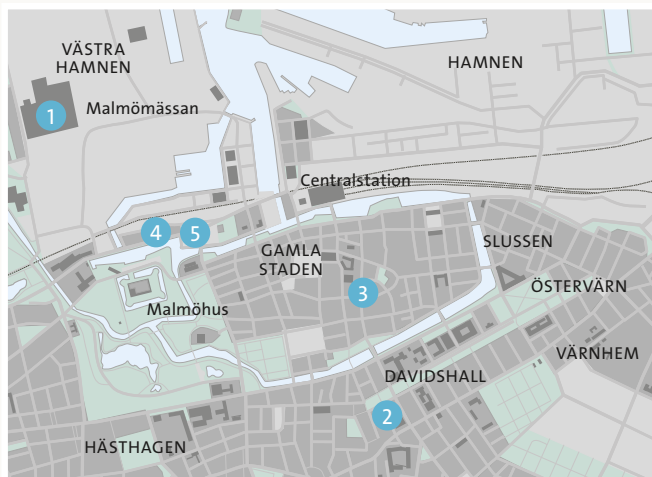 VÄSTRA
HAMNEN
HAMNEN
1
Malmömässan
Centralstation
4
5
GAMLA
STADEN
SLUSSEN
3
ÖSTERVÄRN
Malmöhus
VÄRNHEM
DAVIDSHALL
2
HÄSTHAGEN